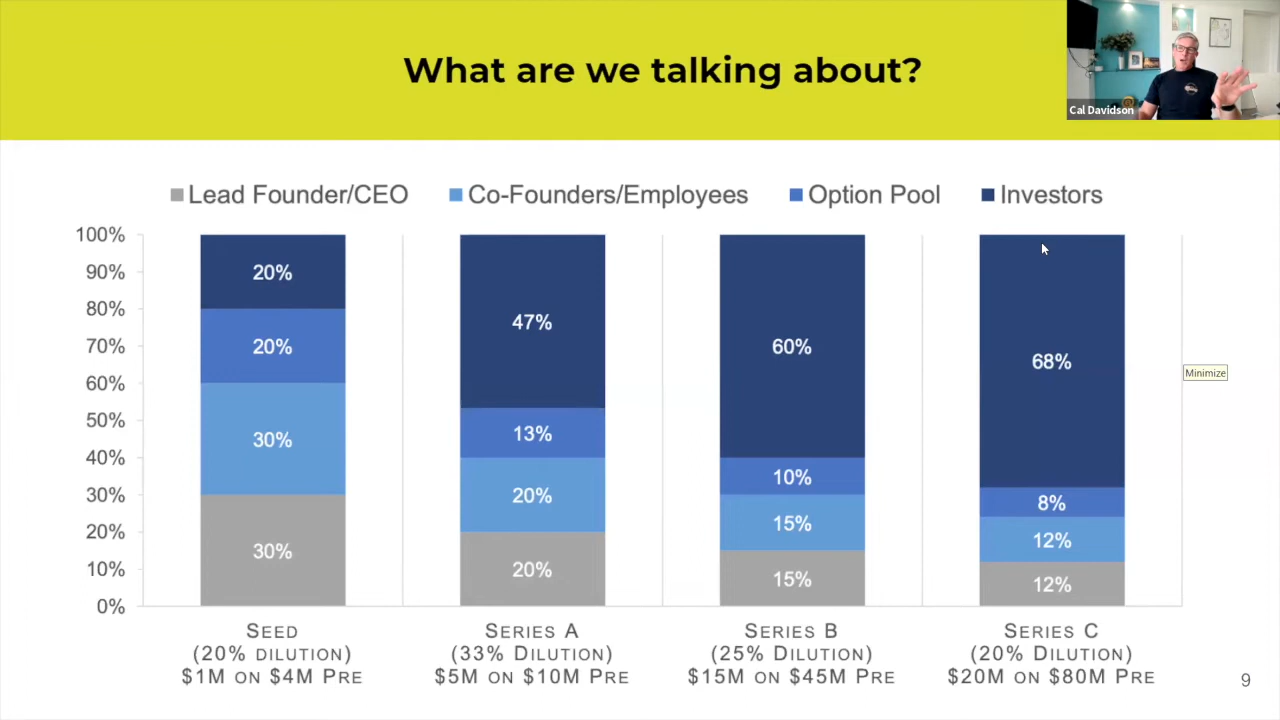 What are we talking about?
Cal Davidson
Lead Founder/CEO Co-Founders/Employees Option Pool Investors
100%
90%
80%
70%
60%
50%
40%
30%
20%
10%
0%
20%
20%
30%
30%
47%
13%
20%
20%
60%
10%
15%
15%
68%
8%
12%
12%
Minimize
SEED
(20% DILUTION)
$1M ON $4M PRE
SERIES A
(33% DILUTION)
$5M ON $10M PRE
SERIES B
(25% DILUTION)
$15M ON $45M PRE
SERIES C
(20% DILUTION)
$20M ON $80M PRE
9